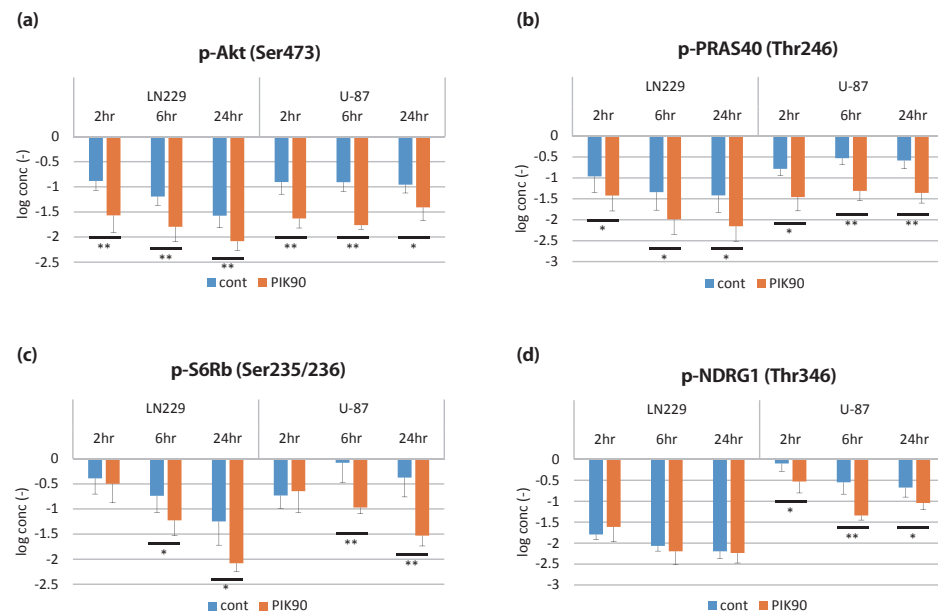 (a)
p-Akt (Ser473)
LN229 U-87
2hr 6hr 24hr 2hr 6hr 24hr
log conc (-)
0
-0.5
-1
-1.5
-2
-2.5
** ** ** ** ** *
cont PIK90
(b)
p-PRAS40 (Thr246)
LN229 U-87
2hr 6hr 24hr 2hr 6hr 24hr
log conc (-)
0
-0.5
-1
-1.5
-2
-2.5
-3
* * * * ** **
cont PIK90
(c)
p-S6Rb (Ser235/236)
LN229 U-87
2hr 6hr 24hr 2hr 6hr 24hr
log conc (-)
0
-0.5
-1
-1.5
-2
-2.5
* * ** **
cont PIK90
(d)
p-NDRG1 (Thr346)
LN229 U-87
2hr 6hr 24hr 2hr 6hr 24hr
log conc (-)
0
-0.5
-1
-1.5
-2
-2.5
-3
* ** *
cont PIK90